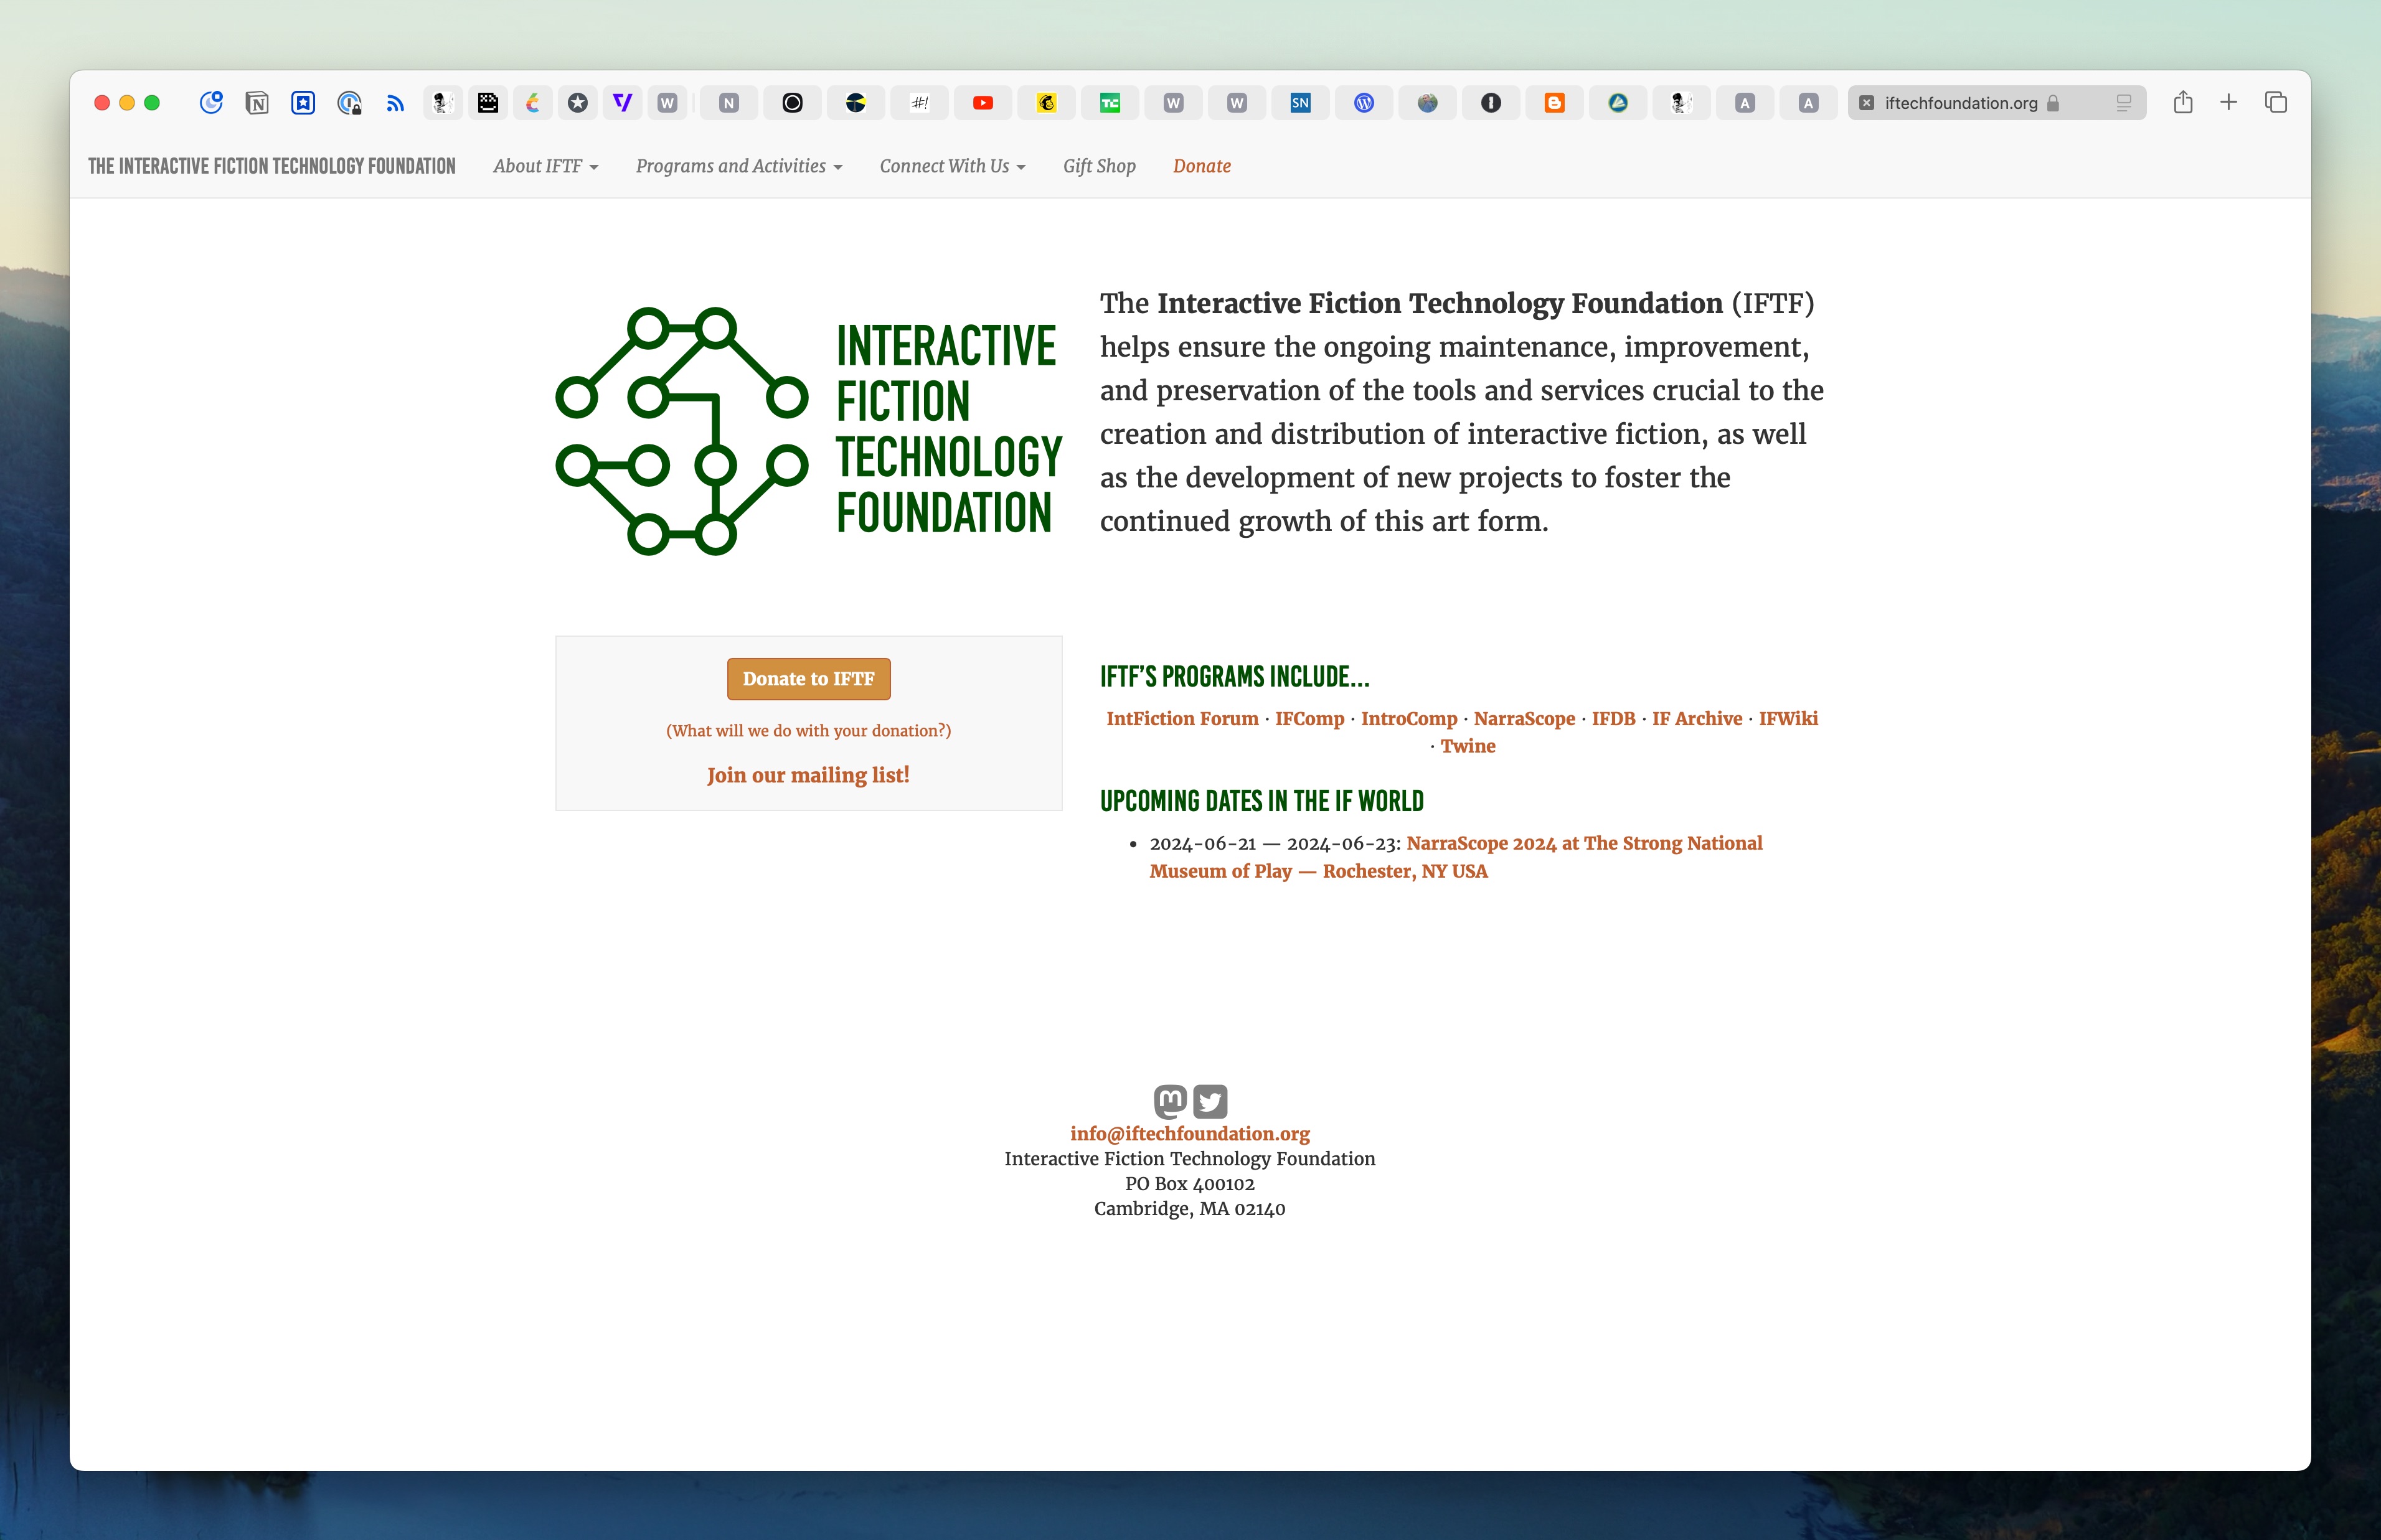 N W N #! TC W W SN A A iftechfoundation.org
THE INTERACTIVE FICTION TECHNOLOGY FOUNDATION About IFTF Programs and Activities Connect With Us Gift Shop Donate
INTERACTIVE
FICTION
TECHNOLOGY
FOUNDATION
The Interactive Fiction Technology Foundation (IFTF)
helps ensure the ongoing maintenance, improvement,
and preservation of the tools and services crucial to the
creation and distribution of interactive fiction, as well
as the development of new projects to foster the
continued growth of this art form.
Donate to IFTF
(What will we do with your donation?)
Join our mailing list!
IFTF’S PROGRAMS INCLUDE…
IntFiction Forum · IFComp · IntroComp · NarraScope · IFDB · IF Archive · IFWiki
· Twine
UPCOMING DATES IN THE IF WORLD
• 2024-06-21 — 2024-06-23: NarraScope 2024 at The Strong National
Museum of Play — Rochester, NY USA
info@iftechfoundation.org
Interactive Fiction Technology Foundation
PO Box 400102
Cambridge, MA 02140